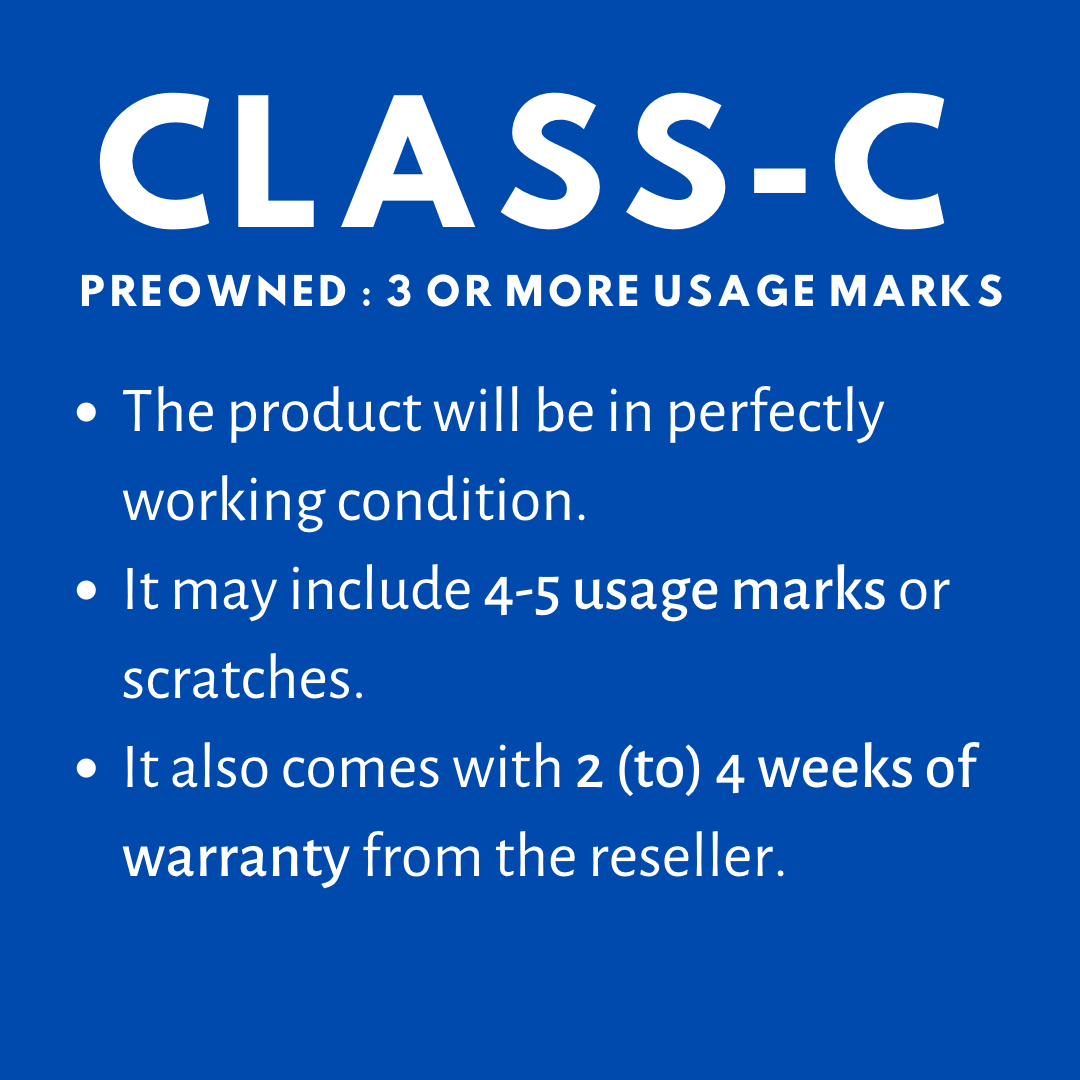 CLASS-C
PREOWNED : 3 OR MORE USAGE MARKS
• The product will be in perfectly
working condition.
• It may include 4-5 usage marks or
scratches.
• It also comes with 2 (to) 4 weeks of
warranty from the reseller.